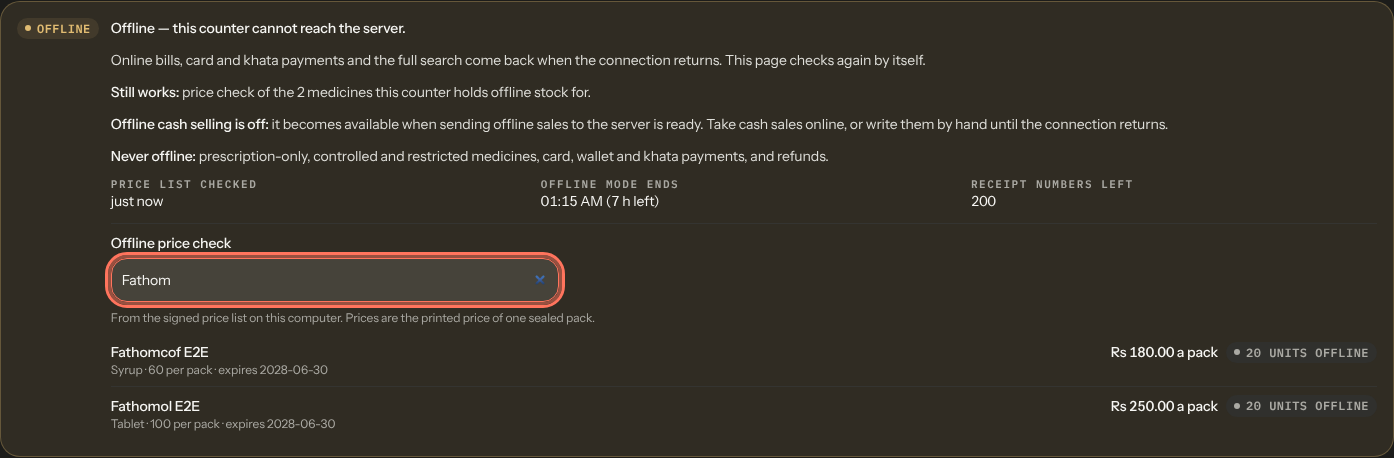 OFFLINE
Offline — this counter cannot reach the server.
Online bills, card and khata payments and the full search come back when the connection returns. This page checks again by itself.
Still works: price check of the 2 medicines this counter holds offline stock for.
Offline cash selling is off: it becomes available when sending offline sales to the server is ready. Take cash sales online, or write them by hand until the connection returns.
Never offline: prescription-only, controlled and restricted medicines, card, wallet and khata payments, and refunds.
PRICE LIST CHECKED
just now
OFFLINE MODE ENDS
01:15 AM (7 h left)
RECEIPT NUMBERS LEFT
200
Offline price check
Fathom
From the signed price list on this computer. Prices are the printed price of one sealed pack.
Fathomcof E2E
Syrup · 60 per pack · expires 2028-06-30
Rs 180.00 a pack
20 UNITS OFFLINE
Fathomol E2E
Tablet · 100 per pack · expires 2028-06-30
Rs 250.00 a pack
20 UNITS OFFLINE